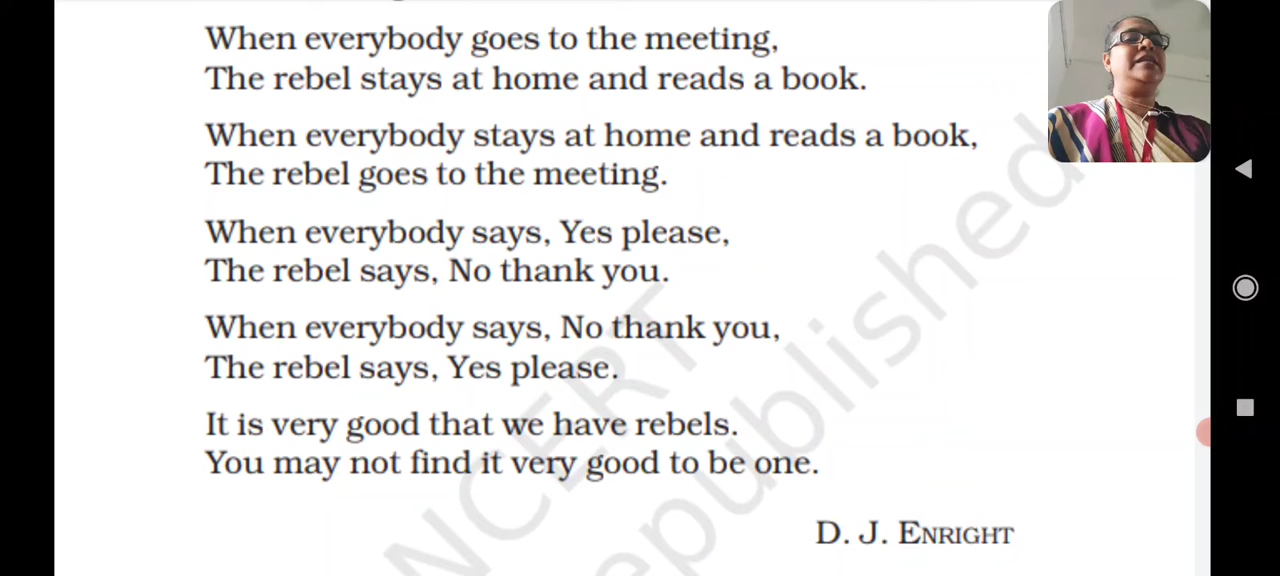 When everybody goes to the meeting,
The rebel stays at home and reads a book.
When everybody stays at home and reads a book,
The rebel goes to the meeting.
When everybody says, Yes please,
The rebel says, No thank you.
When everybody says, No thank you,
The rebel says, Yes please.
It is very good that we have rebels.
You may not find it very good to be one.
D. J. ENRIGHT
NCERT
republished